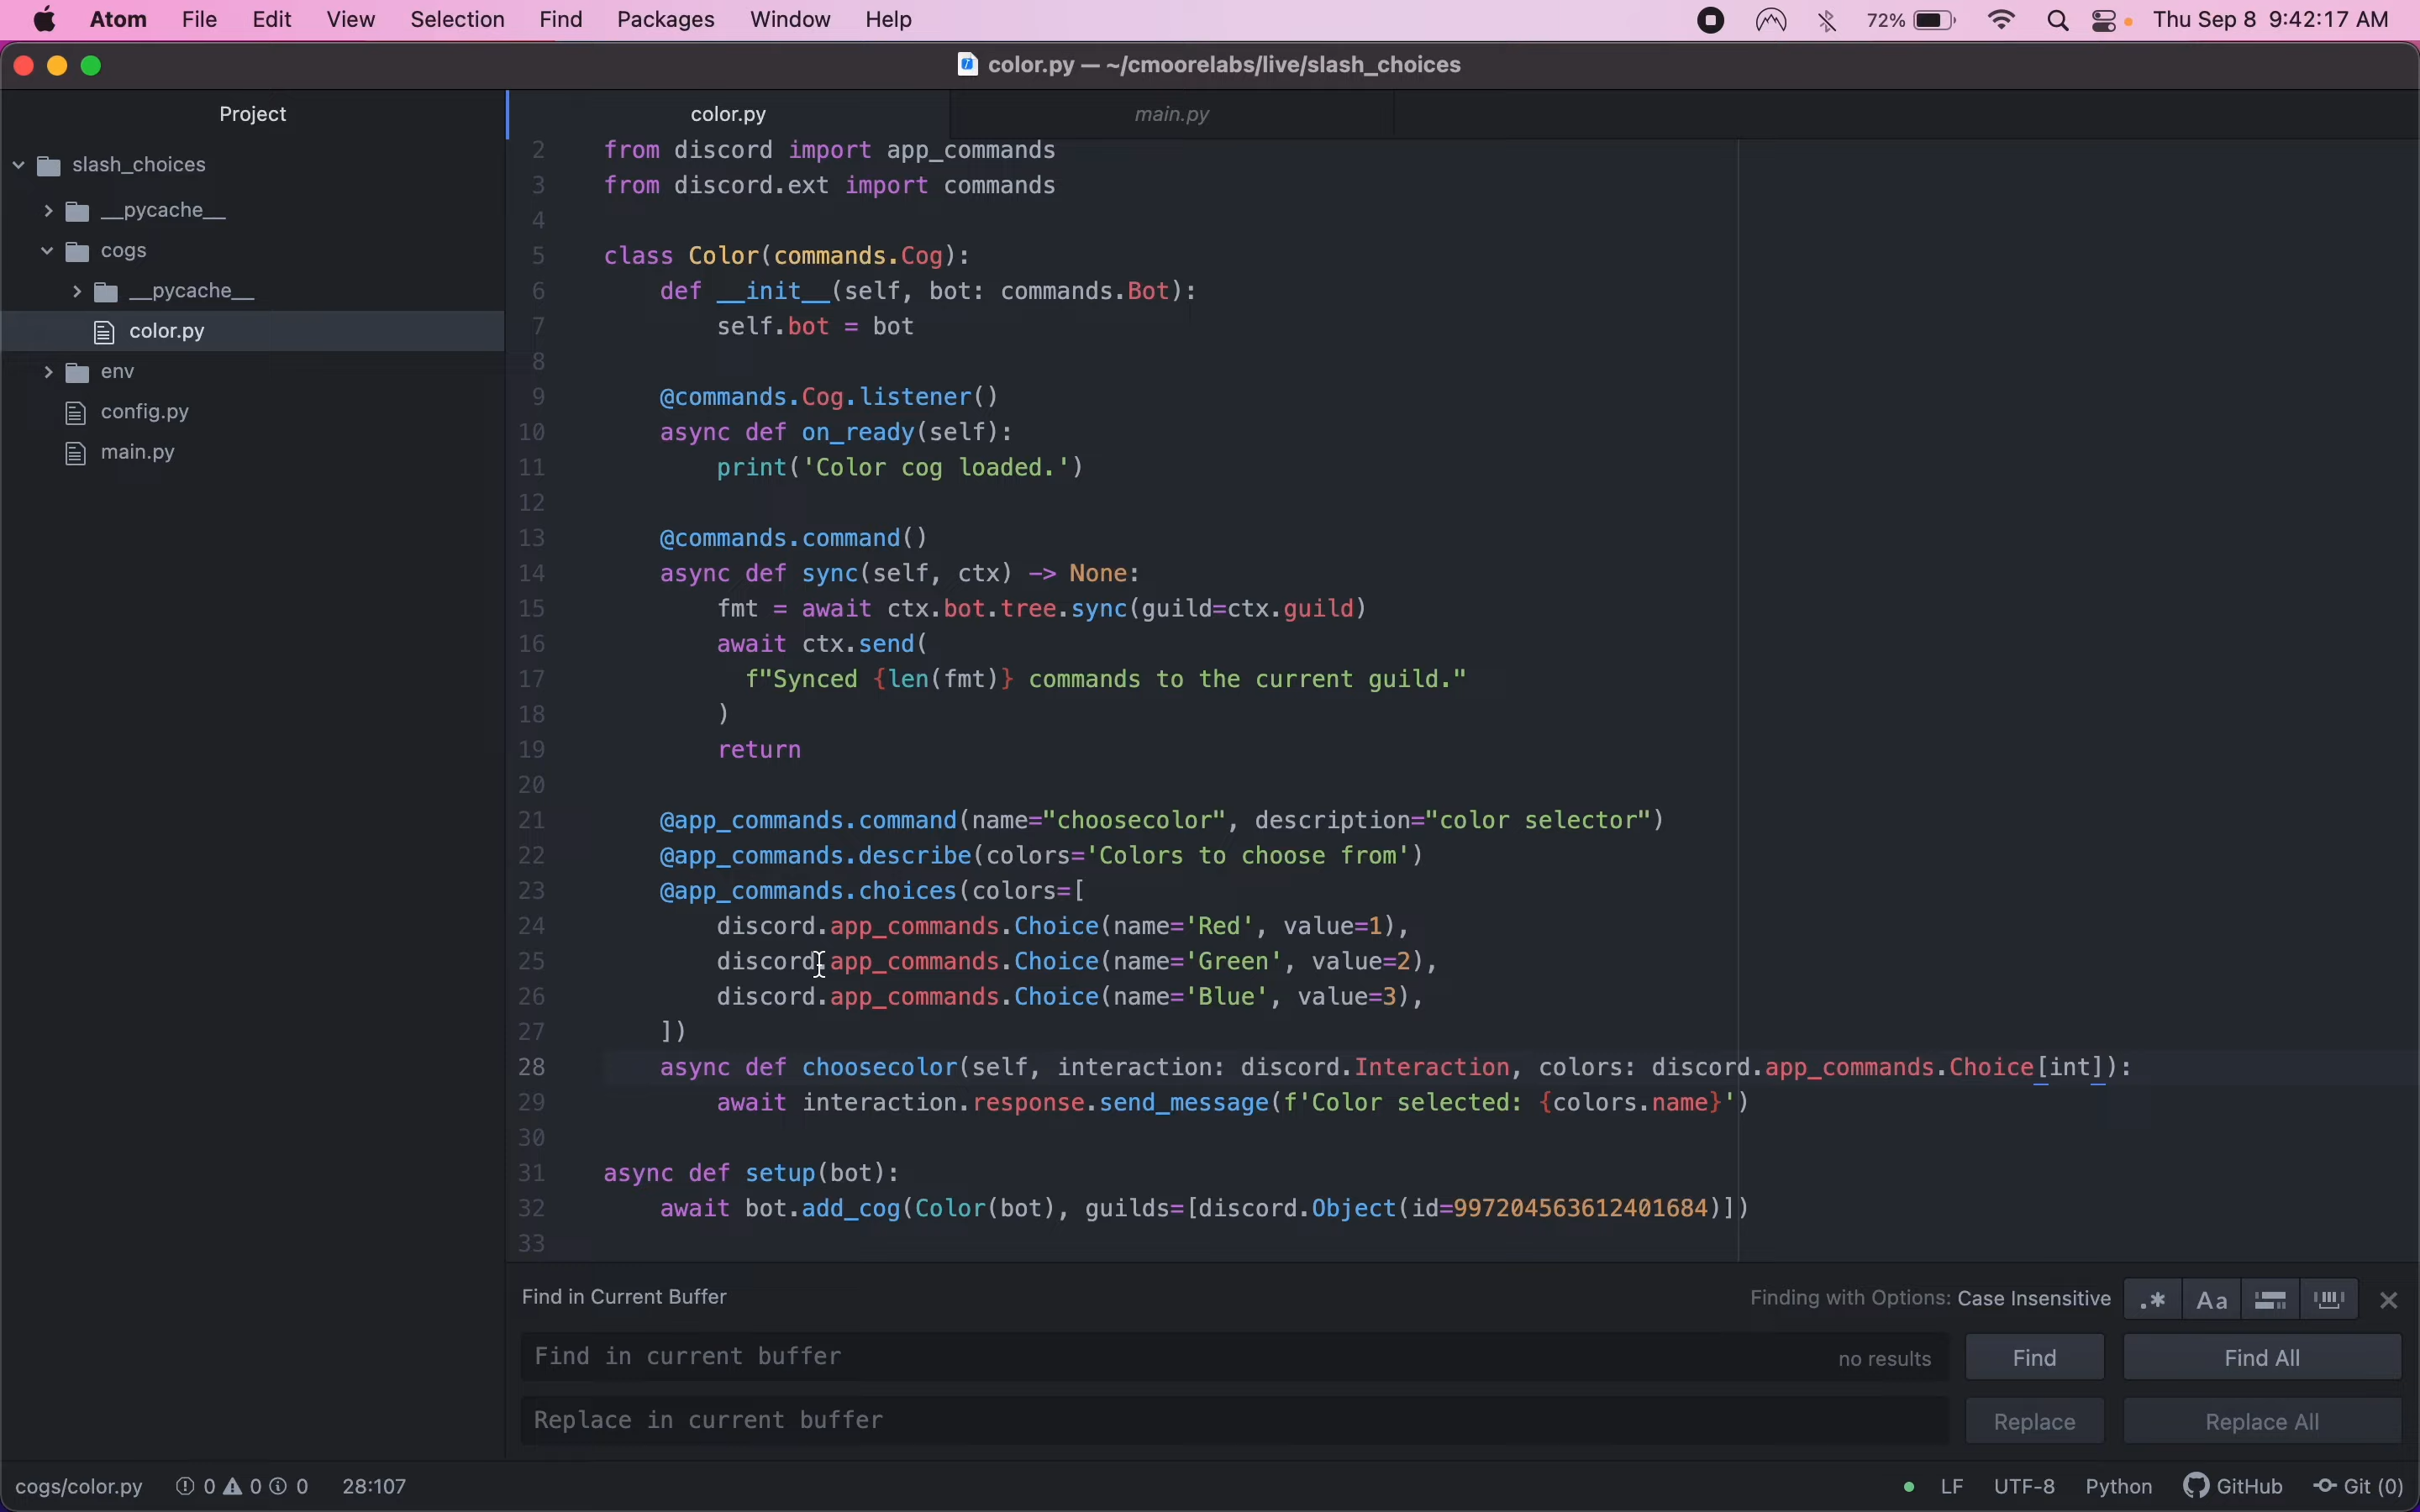 Atom File Edit View Selection Find Packages Window Help 72% Thu Sep 8 9:42:17 AM
color.py — ~/cmoorelabs/live/slash_choices
Project
slash_choices
__pycache__
cogs
__pycache__
color.py
env
config.py
main.py
color.py main.py
2 from discord import app_commands
3 from discord.ext import commands
4
5 class Color(commands.Cog):
6 def __init__(self, bot: commands.Bot):
7 self.bot = bot
8
9 @commands.Cog.listener()
10 async def on_ready(self):
11 print('Color cog loaded.')
12
13 @commands.command()
14 async def sync(self, ctx) -> None:
15 fmt = await ctx.bot.tree.sync(guild=ctx.guild)
16 await ctx.send(
17 f"Synced {len(fmt)} commands to the current guild."
18 )
19 return
20
21 @app_commands.command(name="choosecolor", description="color selector")
22 @app_commands.describe(colors='Colors to choose from')
23 @app_commands.choices(colors=[
24 discord.app_commands.Choice(name='Red', value=1),
25 discord.app_commands.Choice(name='Green', value=2),
26 discord.app_commands.Choice(name='Blue', value=3),
27 ])
28 async def choosecolor(self, interaction: discord.Interaction, colors: discord.app_commands.Choice[int]):
29 await interaction.response.send_message(f'Color selected: {colors.name}')
30
31 async def setup(bot):
32 await bot.add_cog(Color(bot), guilds=[discord.Object(id=997204563612401684)])
33
Find in Current Buffer Finding with Options: Case Insensitive .* Aa
Find in current buffer no results Find Find All
Replace in current buffer Replace Replace All
cogs/color.py 0 0 0 28:107 LF UTF-8 Python GitHub Git (0)